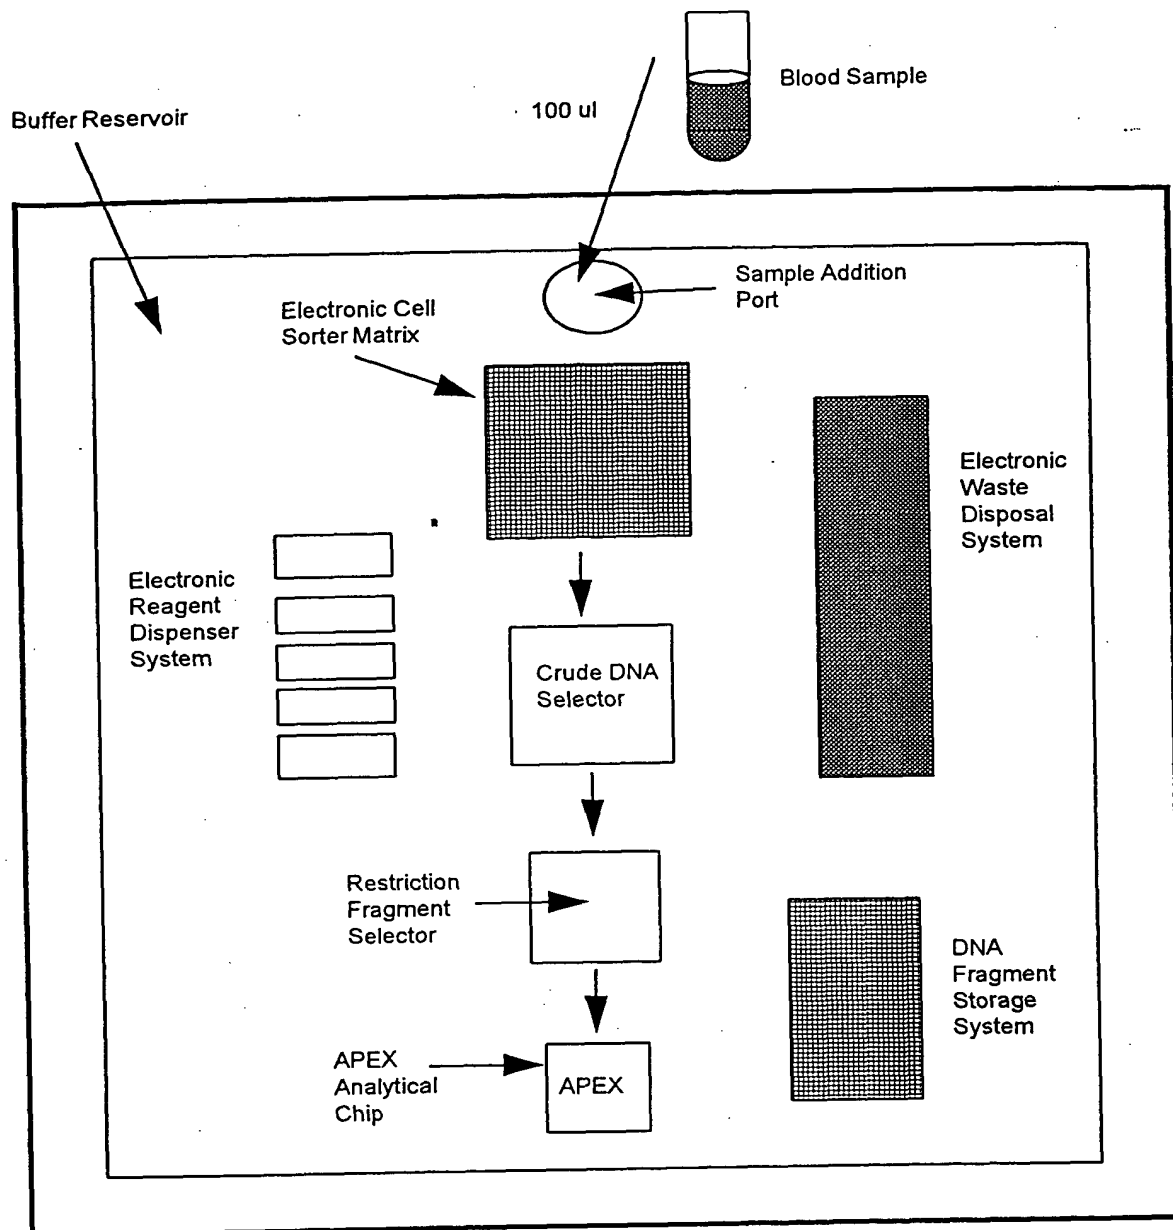 Blood Sample
100 ul
Buffer Reservoir
Sample Addition
Port
Electronic Cell
Sorter Matrix
Electronic
Waste
Disposal
System
Electronic
Reagent
Dispenser
System
Crude DNA
Selector
Restriction
Fragment
Selector
DNA
Fragment
Storage
System
APEX
Analytical
Chip
APEX